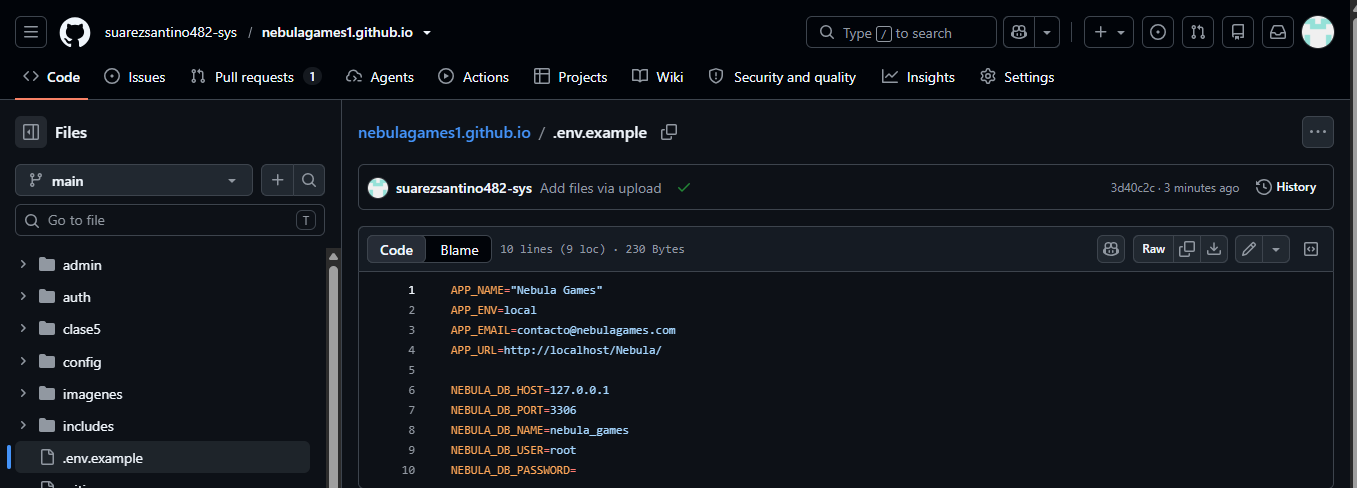 suarezsantino482-sys / nebulagames1.github.io
Type / to search
Code
Issues
Pull requests 1
Agents
Actions
Projects
Wiki
Security and quality
Insights
Settings
Files
main
Go to file
T
admin
auth
clase5
config
imagenes
includes
.env.example
nebulagames1.github.io / .env.example
suarezsantino482-sys Add files via upload
3d40c2c · 3 minutes ago
History
Code
Blame
10 lines (9 loc) · 230 Bytes
Raw
1 APP_NAME="Nebula Games"
2 APP_ENV=local
3 APP_EMAIL=contacto@nebulagames.com
4 APP_URL=http://localhost/Nebula/
5
6 NEBULA_DB_HOST=127.0.0.1
7 NEBULA_DB_PORT=3306
8 NEBULA_DB_NAME=nebula_games
9 NEBULA_DB_USER=root
10 NEBULA_DB_PASSWORD=